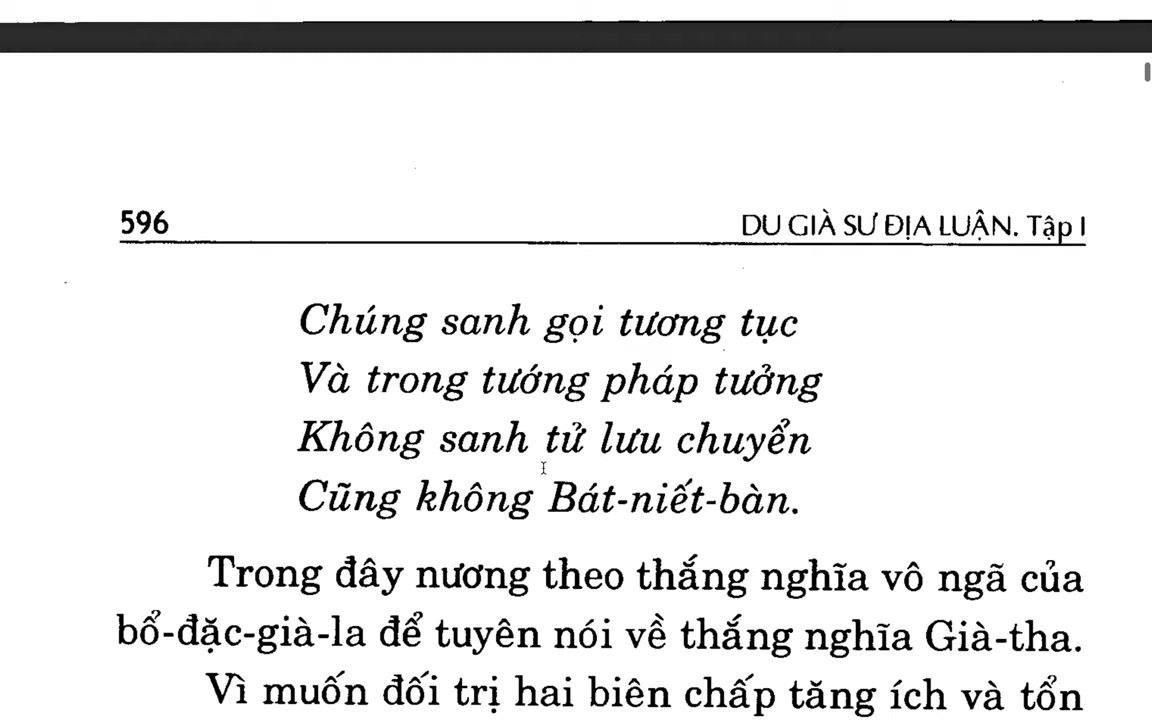 596 DU GIÀ SƯ ĐỊA LUẬN. Tập I
Chúng sanh gọi tương tục
Và trong tướng pháp tưởng
Không sanh tử lưu chuyển
Cũng không Bát-niết-bàn.
Trong đây nương theo thắng nghĩa vô ngã của
bổ-đặc-già-la để tuyên nói về thắng nghĩa Già-tha.
Vì muốn đối trị hai biên chấp tăng ích và tổn